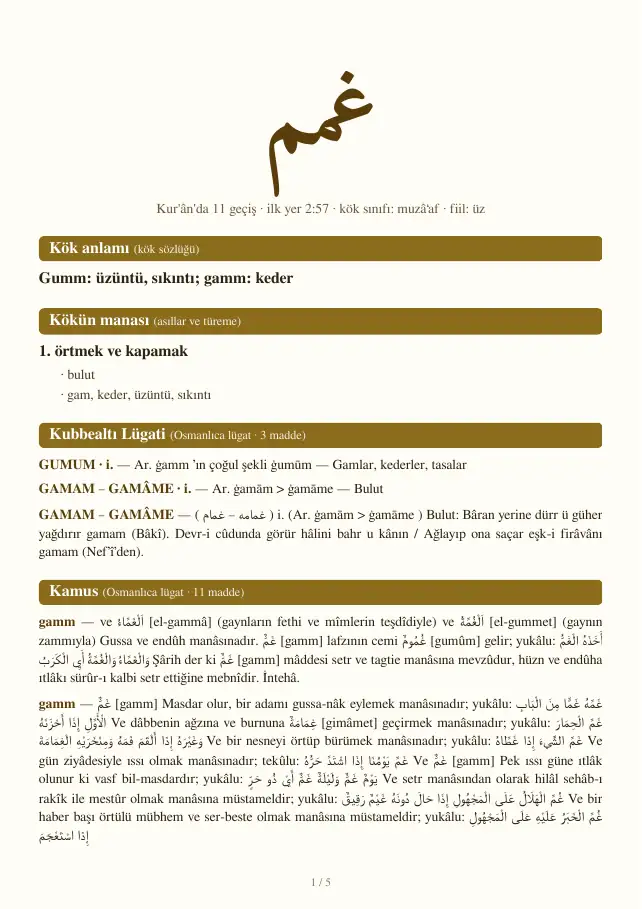 غمم
Kur'ân'da 11 geçiş · ilk yer 2:57 · kök sınıfı: muzâ‘af · fiil: üz
Kök anlamı (kök sözlüğü)
Gumm: üzüntü, sıkıntı; gamm: keder
Kökün manası (asıllar ve türeme)
1. örtmek ve kapamak
· bulut
· gam, keder, üzüntü, sıkıntı
Kubbealtı Lügati (Osmanlıca lügat · 3 madde)
GUMUM · i. — Ar. ġamm ’ın çoğul şekli ġumūm — Gamlar, kederler, tasalar
GAMAM – GAMÂME · i. — Ar. ġamām > ġamāme — Bulut
GAMAM – GAMÂME — ( غمام – غمامه ) i. (Ar. ġamām > ġamāme ) Bulut: Bâran yerine dürr ü güher
yağdırır gamam (Bâkî). Devr-i cûdunda görür hâlini bahr u kânın / Ağlayıp ona saçar eşk-i firâvânı
gamam (Nef’î’den).
Kamus (Osmanlıca lügat · 11 madde)
gamm — ve اَلْغَمَّاءُ [el-gammâ] (gaynların fethi ve mîmlerin teşdîdiyle) ve اَلْغُمَّةُ [el-gummet] (gaynın
zammıyla) Gussa ve endûh manâsınadır. غَمٌّ [gamm] lafzının cemi غُمُومٌ [gumûm] gelir; yukâlu: أَخَذَهُ الْغَمُّ
وَالْغَمَّاءُ وَالْغُمَّةُ أَيِ الْكَرْبُ Şârih der ki غَمٌّ [gamm] mâddesi setr ve tagtie manâsına mevzûdur, hüzn ve endûha
ıtlâkı sürûr-ı kalbi setr ettiğine mebnîdir. İntehâ.
gamm — غَمٌّ [gamm] Masdar olur, bir adamı gussa-nâk eylemek manâsınadır; yukâlu: غَمَّهُ غَمًّا مِنَ الْبَابِ
الْأَوَّلِ إِذَا أَحْزَنَهُ Ve dâbbenin ağzına ve burnuna غِمَامَةٌ [gimâmet] geçirmek manâsınadır; yukâlu: غَمَّ الْحِمَارَ
وَغَيْرَهُ إِذَا أَلْقَمَ فَمَهُ وَمِنْخَرَيْهِ الْغِمَامَةَ Ve bir nesneyi örtüp bürümek manâsınadır; yukâlu: غَمَّ الشَّيْءَ إِذَا غَطَّاهُ Ve
gün ziyâdesiyle ıssı olmak manâsınadır; tekûlu: غَمَّ يَوْمُنَا إِذَا اشْتَدَّ حَرُّهُ Ve غَمٌّ [gamm] Pek ıssı güne ıtlâk
olunur ki vasf bil-masdardır; yukâlu: يَوْمٌ غَمٌّ وَلَيْلَةٌ غَمٌّ أَيْ ذُو حَرٍّ Ve setr manâsından olarak hilâl sehâb-ı
rakîk ile mestûr olmak manâsına müstameldir; yukâlu: غُمَّ الْهِلَالُ عَلَى الْمَجْهُولِ إِذَا حَالَ دُونَهُ غَيْمٌ رَقِيقٌ Ve bir
haber başı örtülü mübhem ve ser-beste olmak manâsına müstameldir; yukâlu: غُمَّ الْخَبَرُ عَلَيْهِ عَلَى الْمَجْهُولِ
إِذَا اسْتَعْجَمَ
1 / 5